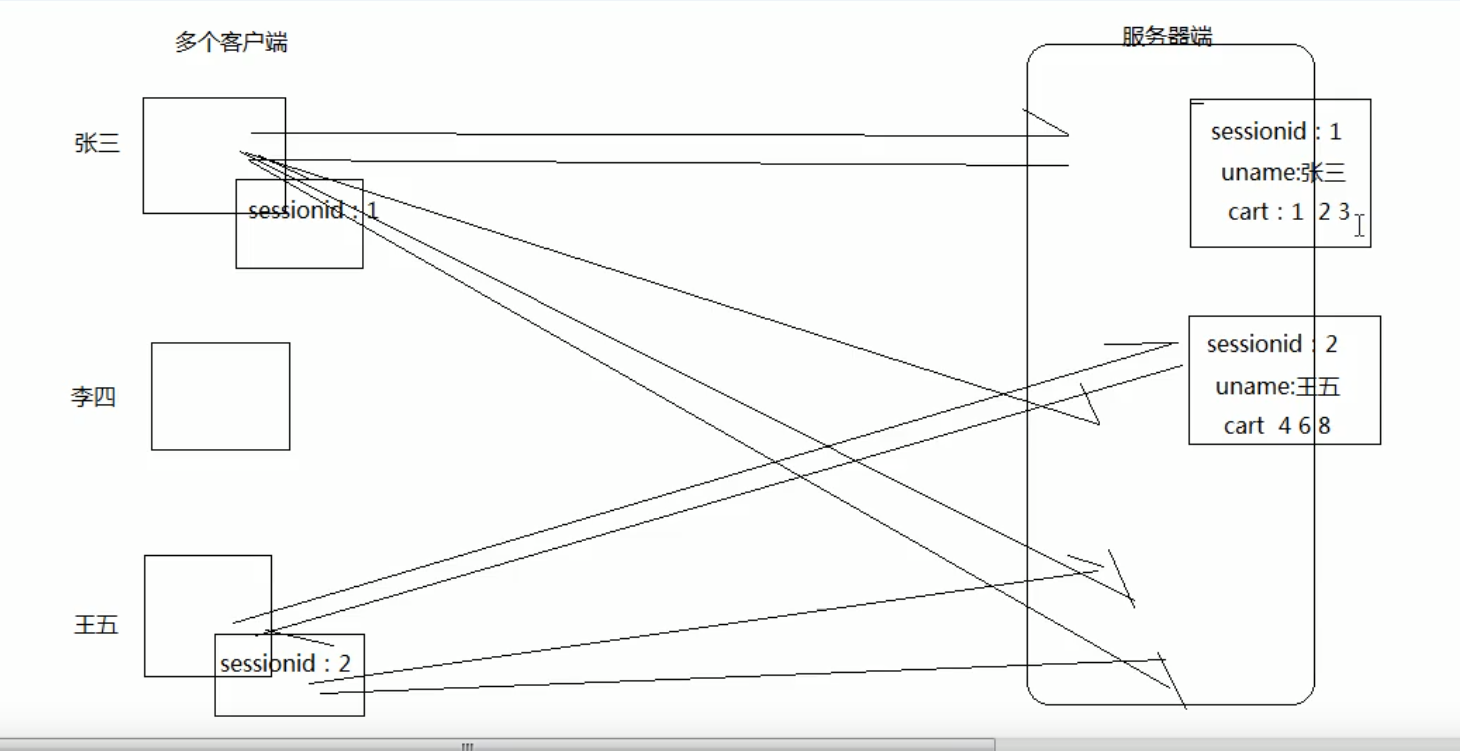 多个客户端
服务器端
张三
sessionid：1
sessionid：1
uname:张三
cart：1 2 3
李四
sessionid：2
uname:王五
cart 4 6 8
王五
sessionid：2